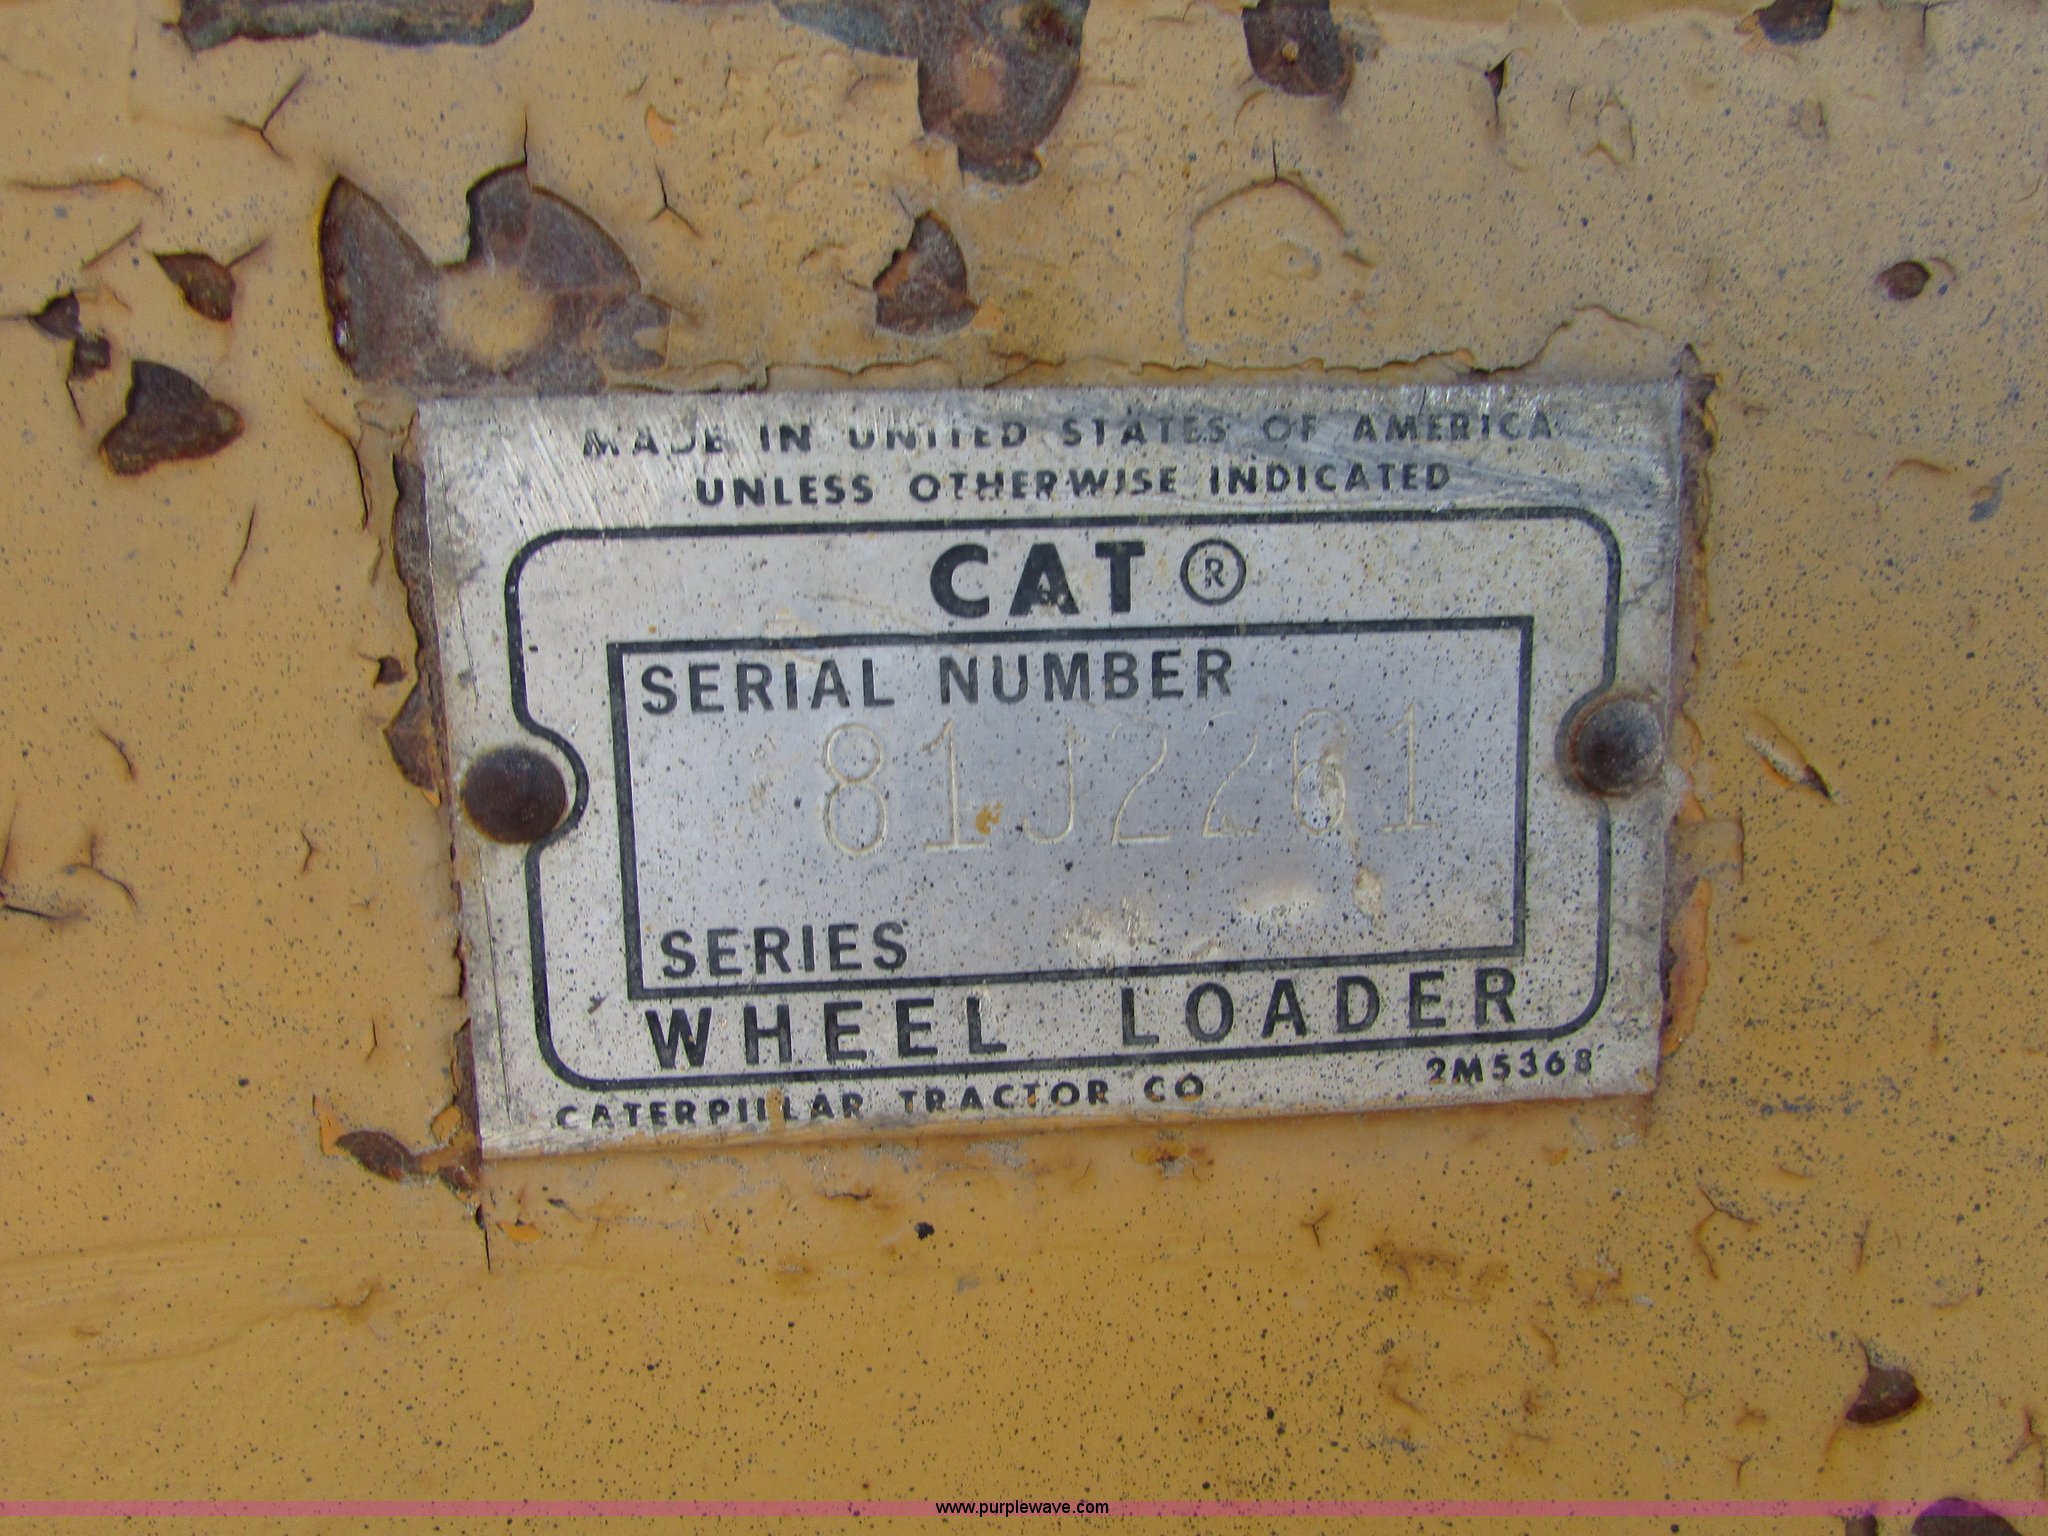 MADE IN UNITED STATES OF AMERICA
UNLESS OTHERWISE INDICATED
CAT ®
SERIAL NUMBER
81J2261
SERIES
WHEEL LOADER
CATERPILLAR TRACTOR CO. 2M5368
www.purplewave.com